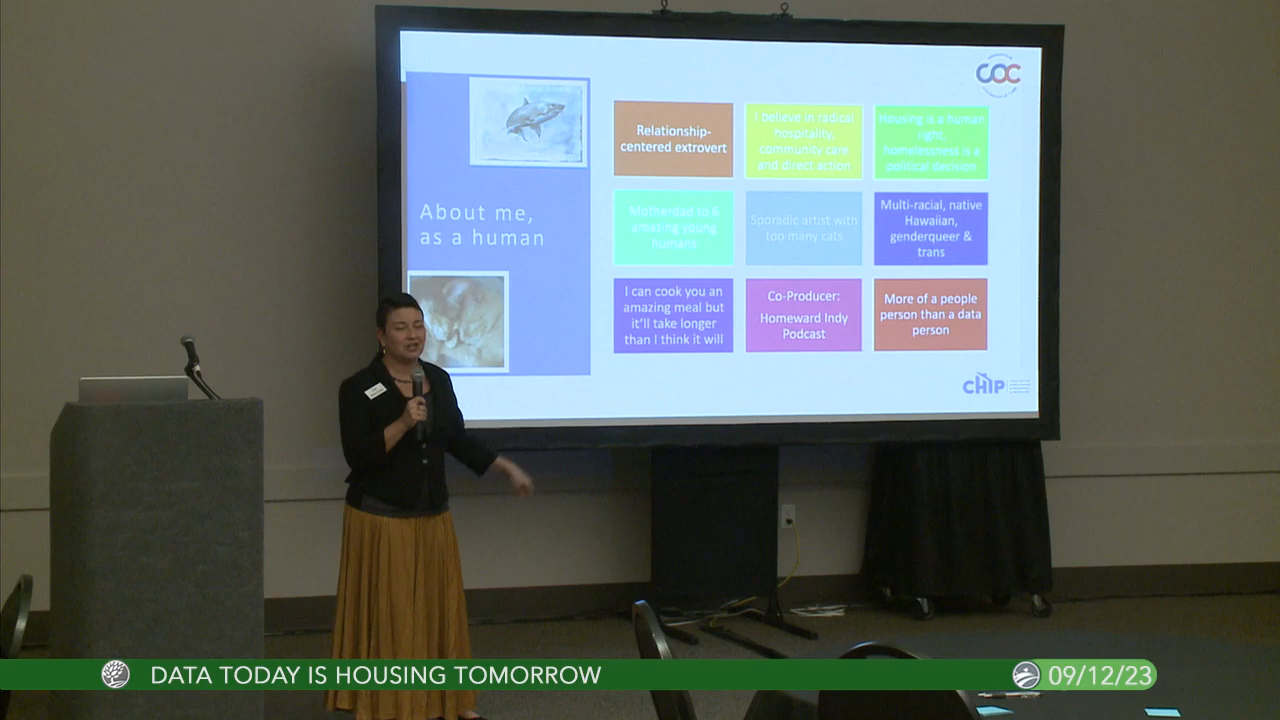 COC
About me,
as a human
Relationship-
centered extrovert
I believe in radical
hospitality,
community care
and direct action
Housing is a human
right,
homelessness is a
political decision
Motherdad to 6
amazing young
humans
Sporadic artist with
too many cats
Multi-racial, native
Hawaiian,
genderqueer &
trans
I can cook you an
amazing meal but
it'll take longer
than I think it will
Co-Producer:
Homeward Indy
Podcast
More of a people
person than a data
person
CHIP
DATA TODAY IS HOUSING TOMORROW
09/12/23